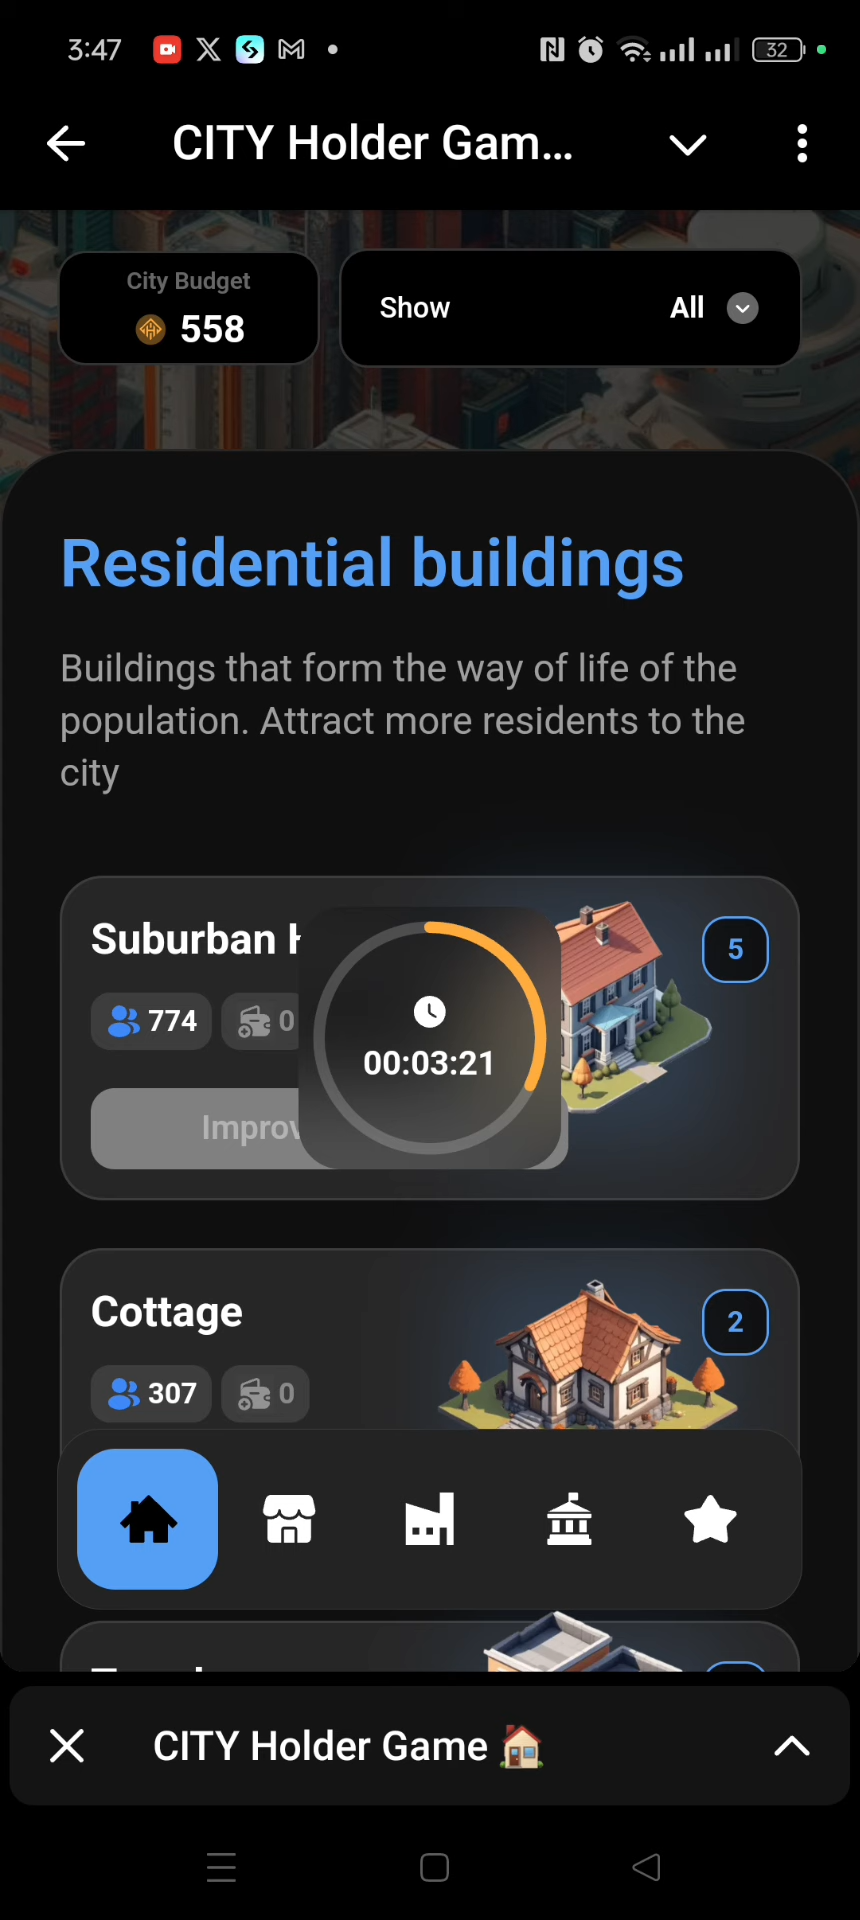 3:47
32
CITY Holder Gam...
City Budget
558
Show
All
Residential buildings
Buildings that form the way of life of the
population. Attract more residents to the
city
Suburban
5
774
0
00:03:21
Cottage
2
307
0
CITY Holder Game